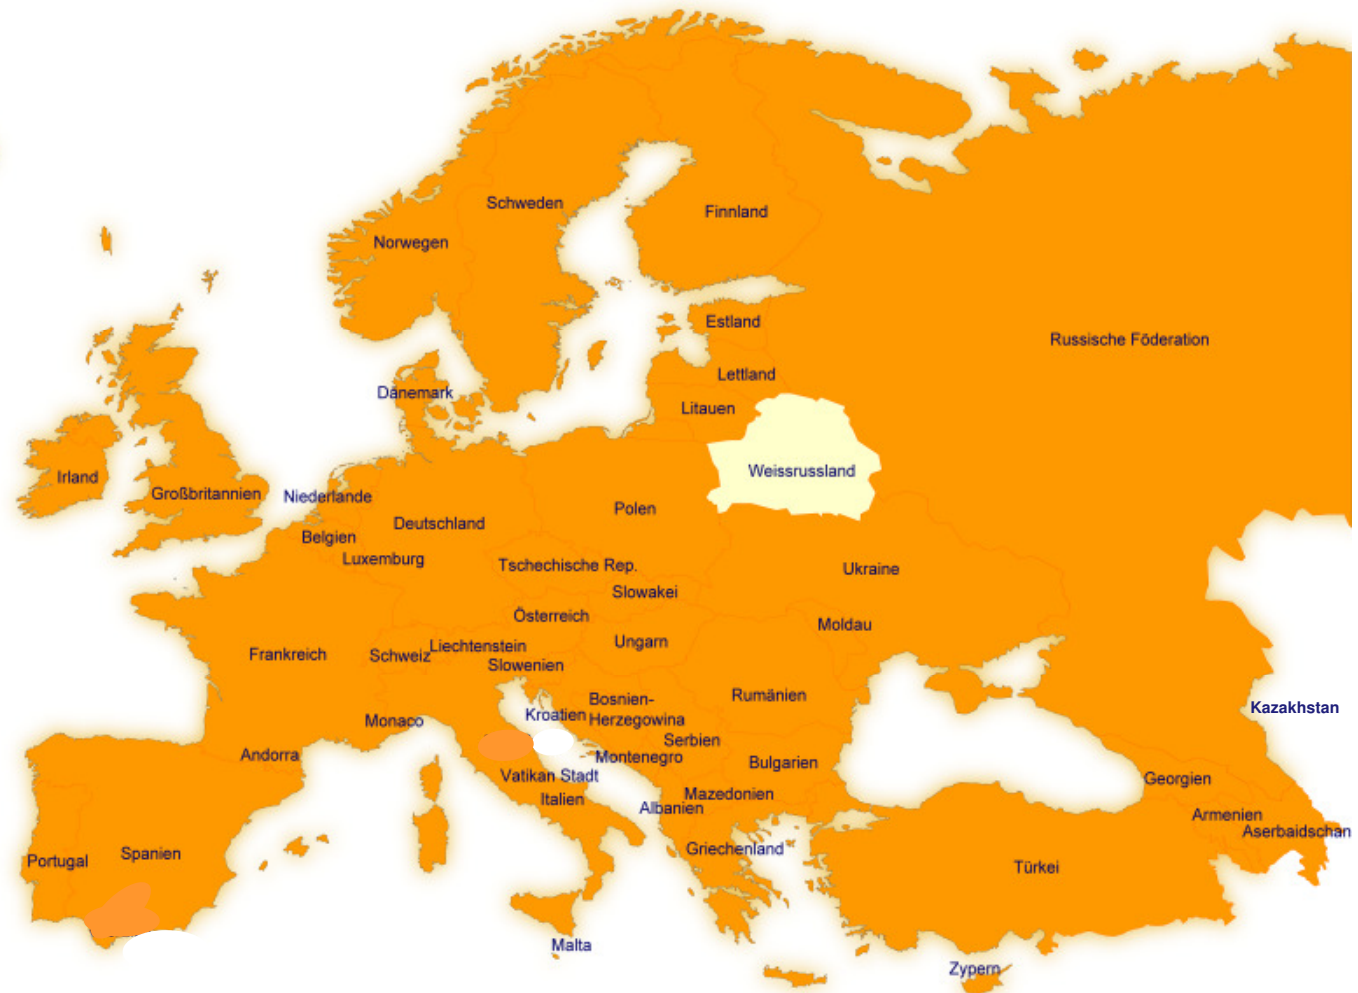 Schweden
Finnland
Norwegen
Estland
Russische Föderation
Lettland
Dänemark
Litauen
Weissrussland
Irland
Großbritannien
Niederlande
Polen
Deutschland
Belgien
Luxemburg
Tschechische Rep.
Ukraine
Slowakei
Österreich
Moldau
Ungarn
Liechtenstein
Frankreich
Schweiz
Slowenien
Rumänien
Bosnien-
Herzegowina
Kazakhstan
Kroatien
Monaco
Serbien
Andorra
Montenegro
Bulgarien
Vatikan Stadt
Georgien
Mazedonien
Italien
Albanien
Armenien
Aserbaidschan
Griechenland
Spanien
Portugal
Türkei
Malta
Zypern